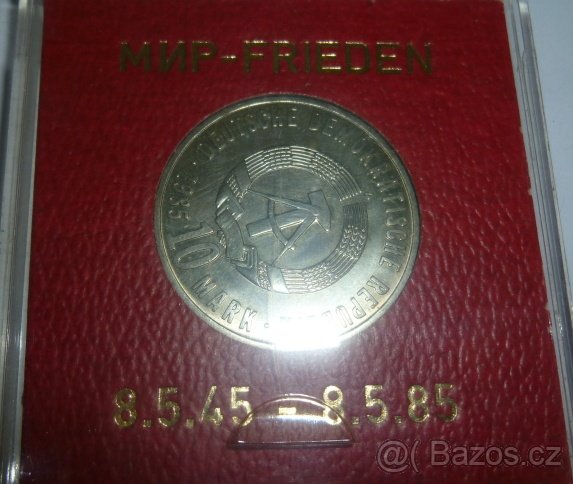 МИР-FRIEDEN
DEUTSCHE DEMOKRATISCHE REPUBLIK · 10 MARK · 1985 ·
8.5.45 - 8.5.85
@( Bazos.cz